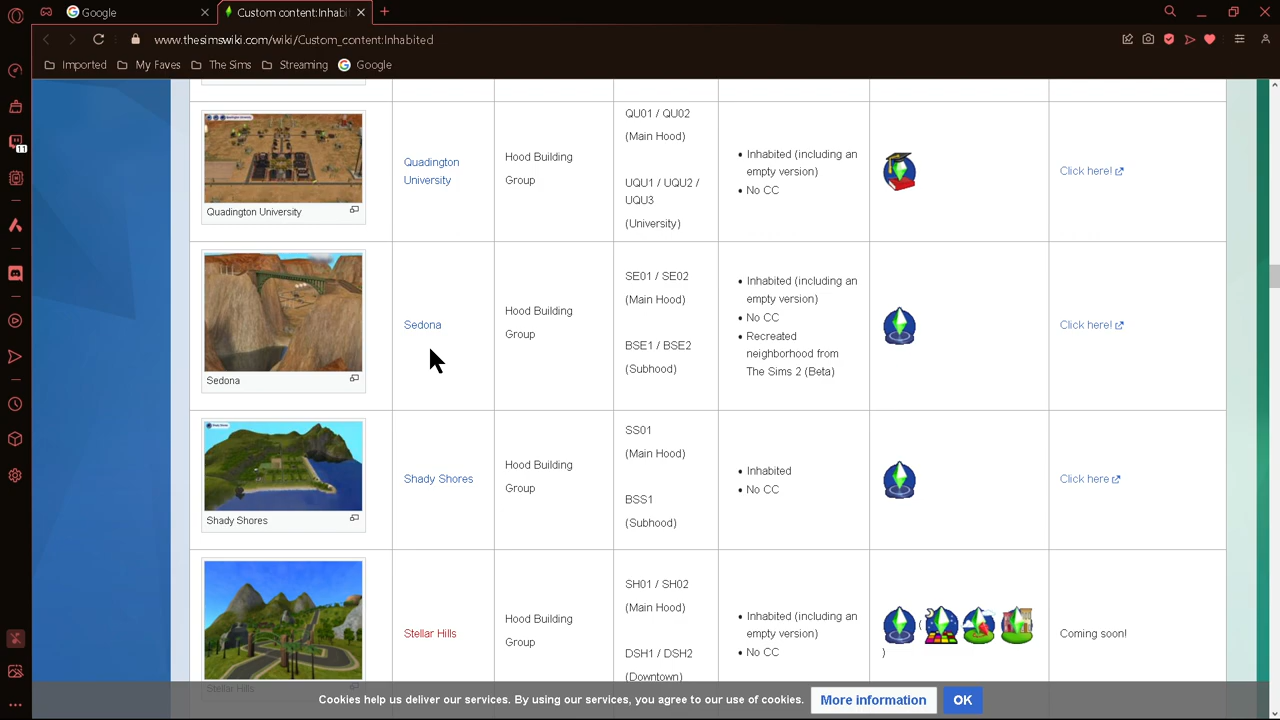 Google
Custom content:Inhabi
www.thesimswiki.com/wiki/Custom_content:Inhabited
Imported
My Faves
The Sims
Streaming
Google
11
Quadington University
Quadington
University
Hood Building
Group
QU01 / QU02
(Main Hood)
UQU1 / UQU2 /
UQU3
(University)
• Inhabited (including an
empty version)
• No CC
Click here!
Sedona
Sedona
Hood Building
Group
SE01 / SE02
(Main Hood)
BSE1 / BSE2
(Subhood)
• Inhabited (including an
empty version)
• No CC
• Recreated
neighborhood from
The Sims 2 (Beta)
Click here!
Shady Shores
Shady Shores
Hood Building
Group
SS01
(Main Hood)
BSS1
(Subhood)
• Inhabited
• No CC
Click here
Stellar Hills
Stellar Hills
Hood Building
Group
SH01 / SH02
(Main Hood)
DSH1 / DSH2
(Downtown)
• Inhabited (including an
empty version)
• No CC
(
)
Coming soon!
Cookies help us deliver our services. By using our services, you agree to our use of cookies.
More information
OK